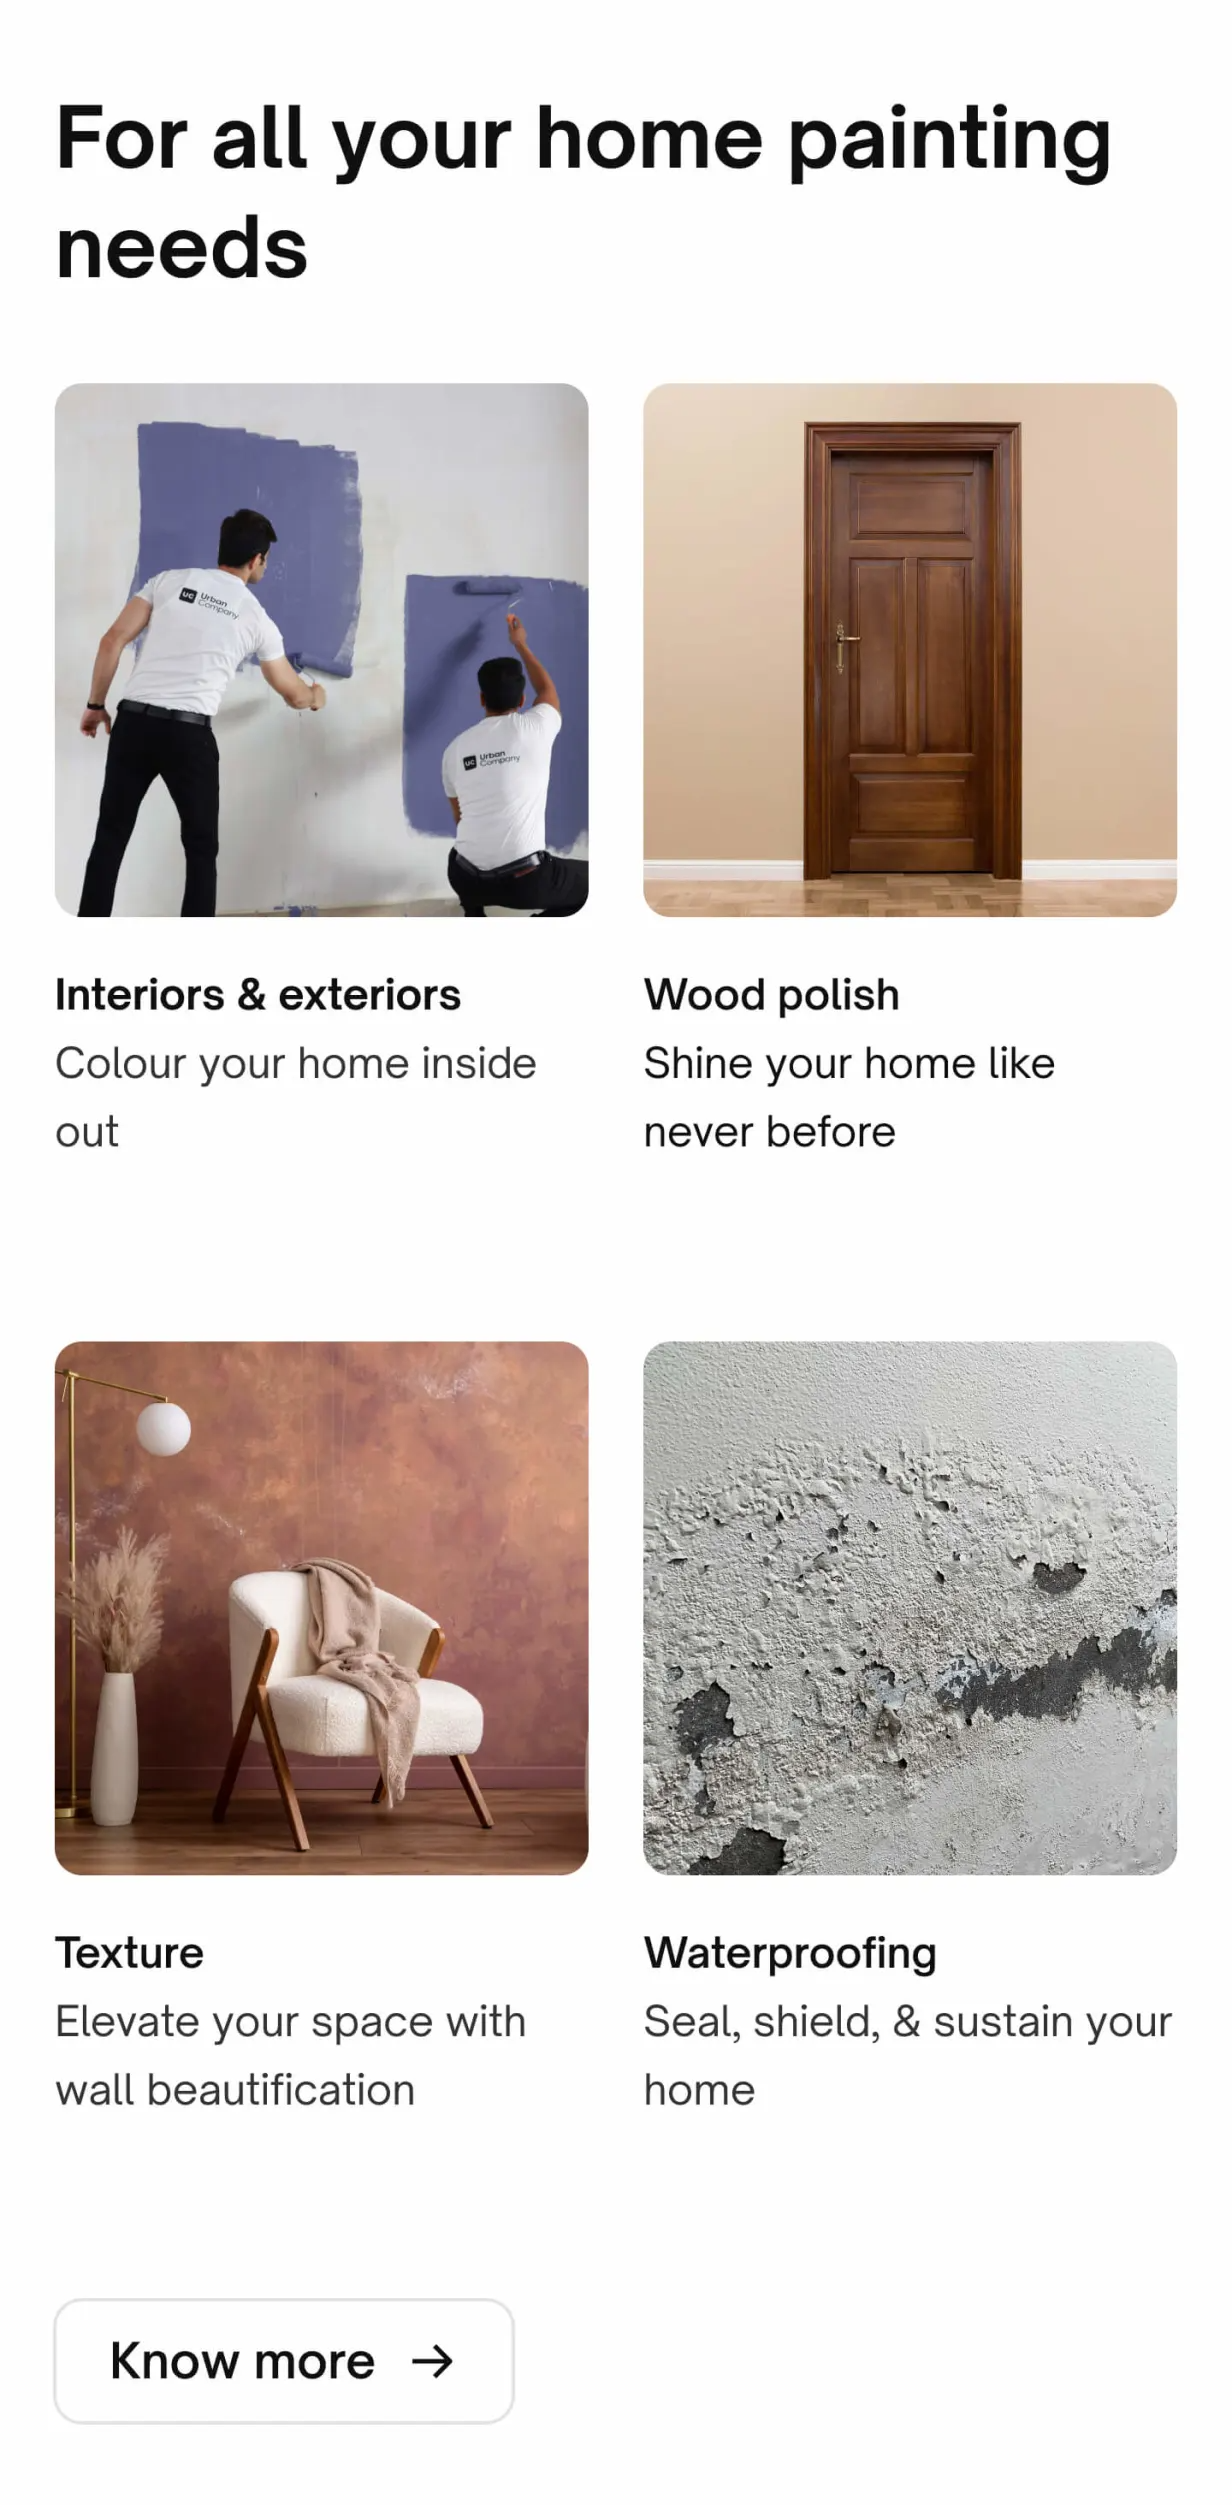 For all your home painting
needs
UC Urban
Company
UC Urban
Company
Interiors & exteriors
Colour your home inside
out
Wood polish
Shine your home like
never before
Texture
Elevate your space with
wall beautification
Waterproofing
Seal, shield, & sustain your
home
Know more →